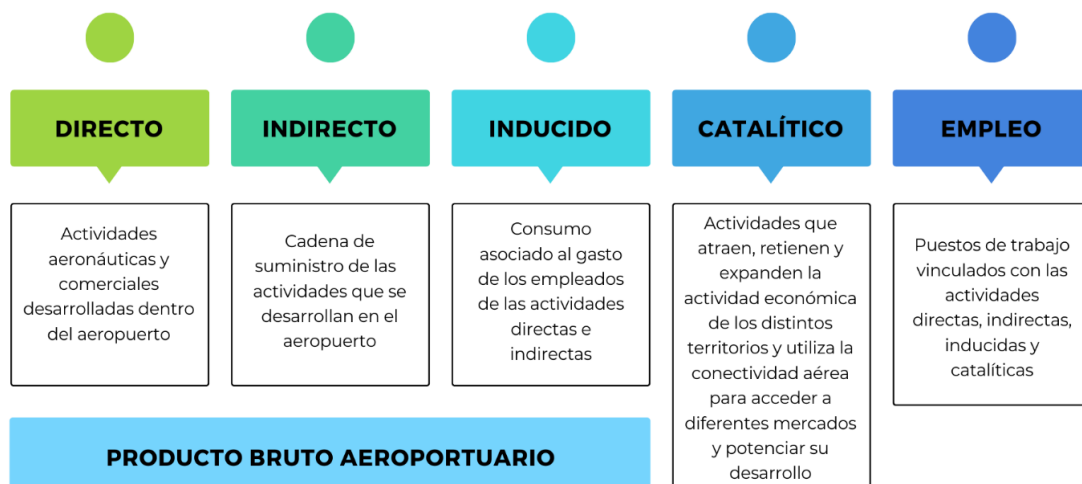 DIRECTO
Actividades
aeronáuticas y
comerciales
desarrolladas dentro
del aeropuerto
INDIRECTO
Cadena de
suministro de las
actividades que se
desarrollan en el
aeropuerto
INDUCIDO
Consumo
asociado al gasto
de los empleados
de las actividades
directas e
indirectas
CATALÍTICO
Actividades que
atraen, retienen y
expanden la
actividad económica
de los distintos
territorios y utiliza la
conectividad aérea
para acceder a
diferentes mercados
y potenciar su
desarrollo
EMPLEO
Puestos de trabajo
vinculados con las
actividades
directas, indirectas,
inducidas y
catalíticas
PRODUCTO BRUTO AEROPORTUARIO